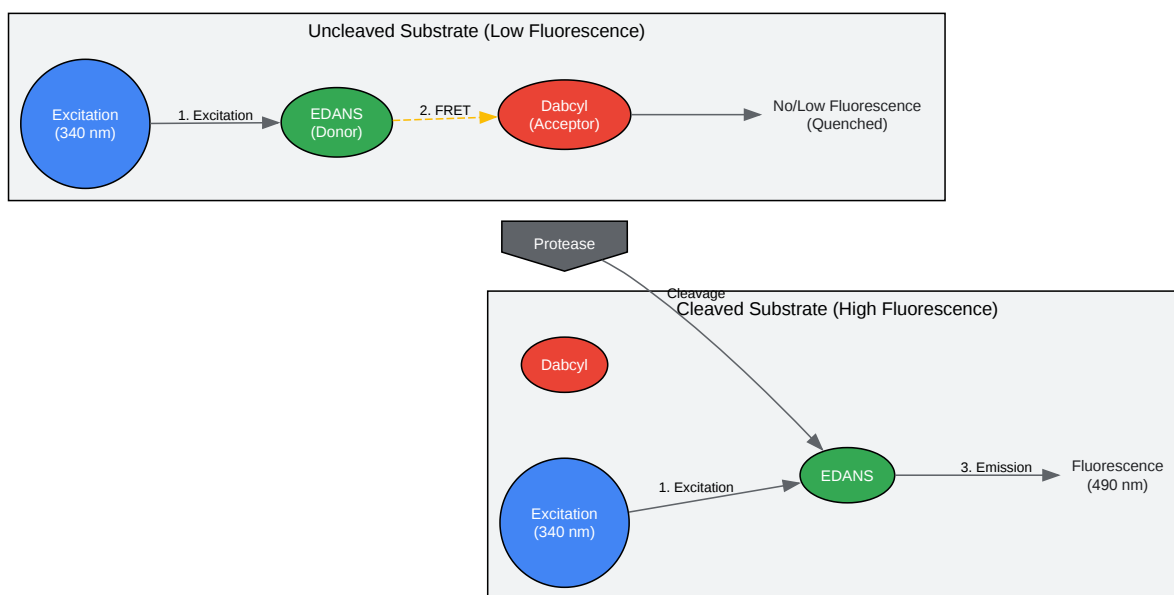 Uncleaved Substrate (Low Fluorescence)
Excitation
(340 nm)
1. Excitation
EDANS
(Donor)
2. FRET
Dabcyl
(Acceptor)
No/Low Fluorescence
(Quenched)
Protease
Cleavage
Cleaved Substrate (High Fluorescence)
Dabcyl
Excitation
(340 nm)
1. Excitation
EDANS
3. Emission
Fluorescence
(490 nm)